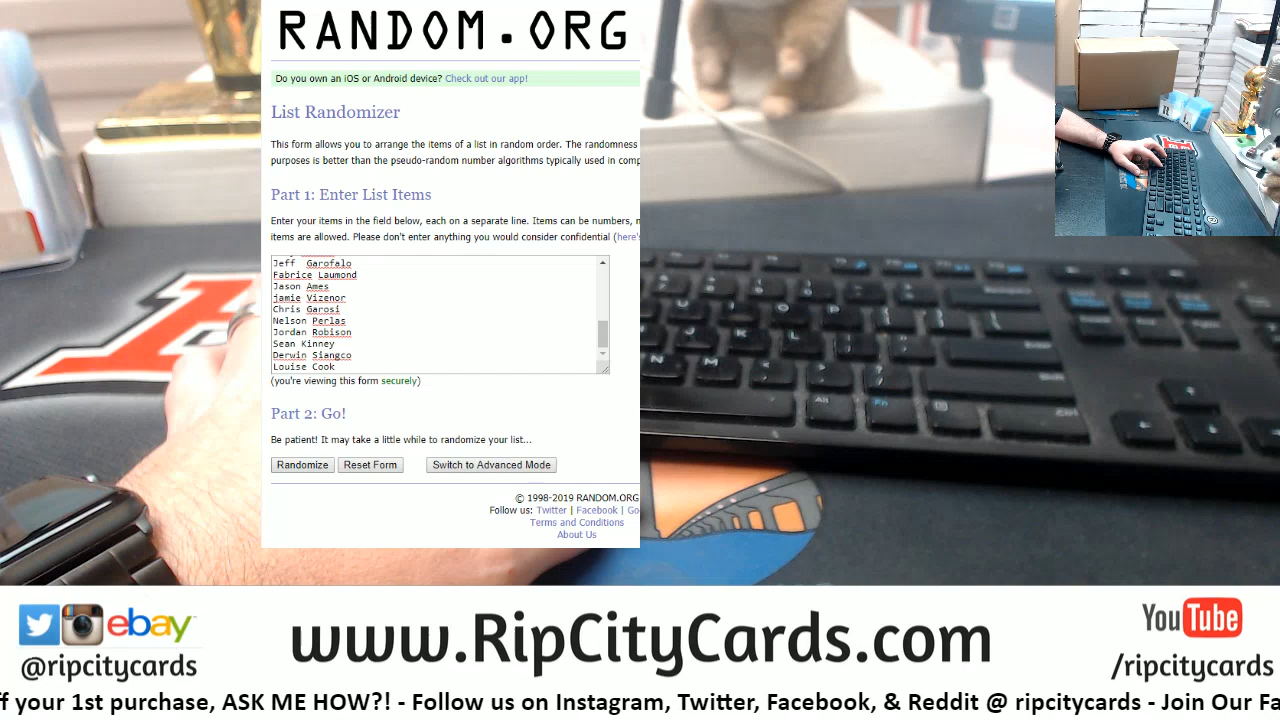 RANDOM.ORG
Do you own an iOS or Android device? Check out our app!
List Randomizer
This form allows you to arrange the items of a list in random order. The randomness
purposes is better than the pseudo-random number algorithms typically used in comp
Part 1: Enter List Items
Enter your items in the field below, each on a separate line. Items can be numbers, n
items are allowed. Please don't enter anything you would consider confidential (here's
Jeff Garofalo
Fabrice Laumond
Jason Ames
jamie Vizenor
Chris Garosi
Nelson Perlas
Jordan Robison
Sean Kinney
Derwin Siangco
Louise Cook
(you're viewing this form securely)
Part 2: Go!
Be patient! It may take a little while to randomize your list...
Randomize Reset Form Switch to Advanced Mode
© 1998-2019 RANDOM.ORG
Follow us: Twitter | Facebook | Go
Terms and Conditions
About Us
ebay
@ripcitycards
www.RipCityCards.com
YouTube
/ripcitycards
ff your 1st purchase, ASK ME HOW?! - Follow us on Instagram, Twitter, Facebook, & Reddit @ ripcitycards - Join Our Fa